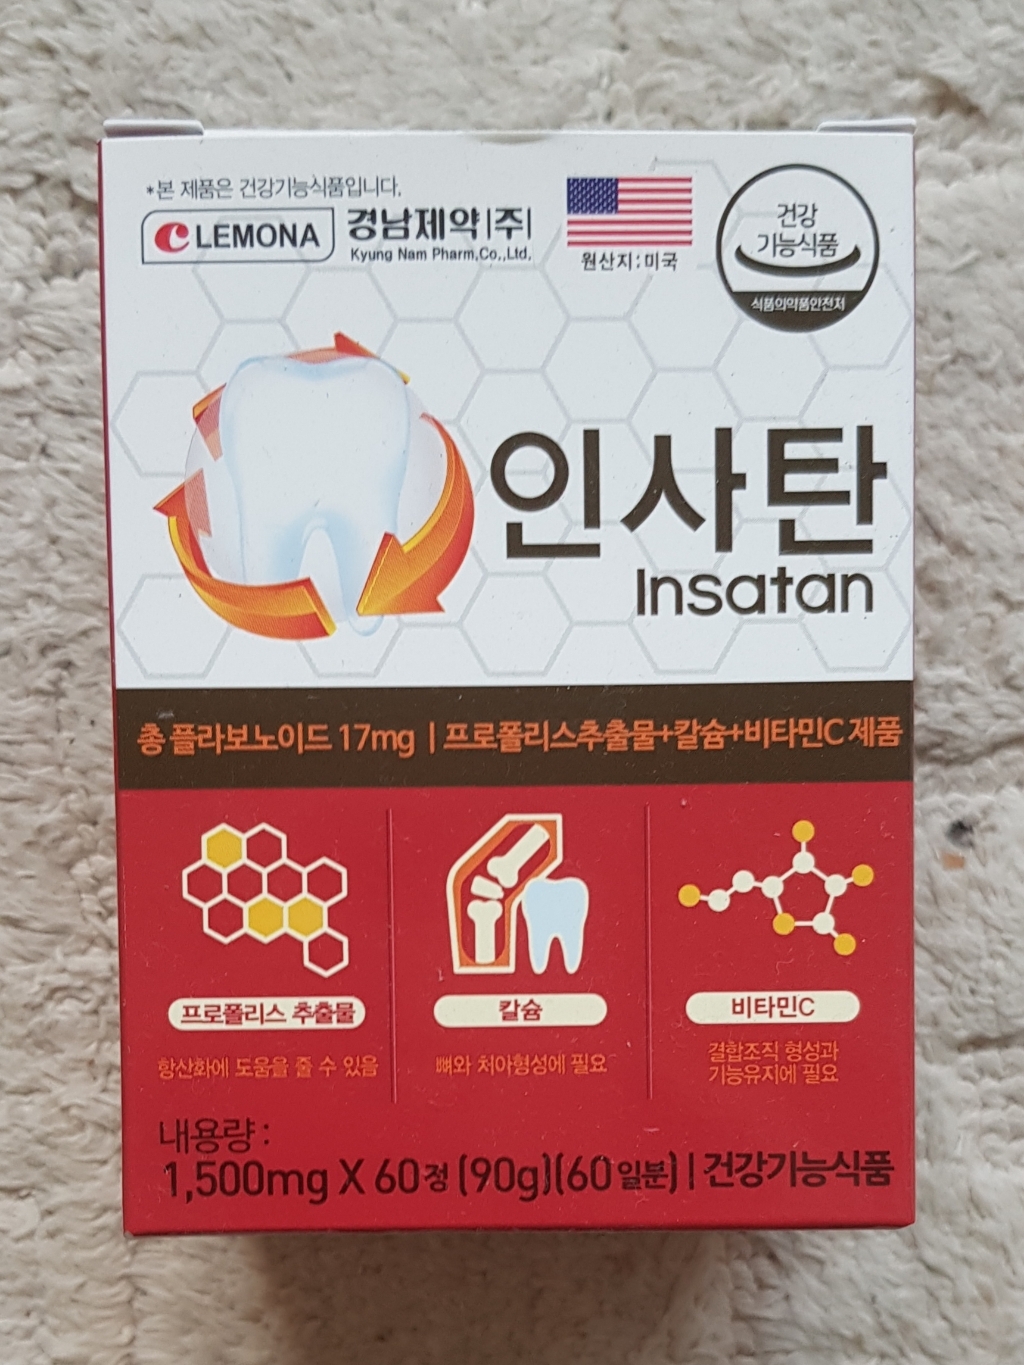 *본 제품은 건강기능식품입니다.
LEMONA
경남제약|주|
Kyung Nam Pharm.Co.,Ltd.
원산지:미국
건강
기능식품
식품의약품안전처
인사탄
Insatan
총 플라보노이드 17mg | 프로폴리스추출물+칼슘+비타민C 제품
프로폴리스 추출물
항산화에 도움을 줄 수 있음
칼슘
뼈와 치아형성에 필요
비타민C
결합조직 형성과
기능유지에 필요
내용량:
1,500mg X 60정 (90g)(60일분) | 건강기능식품